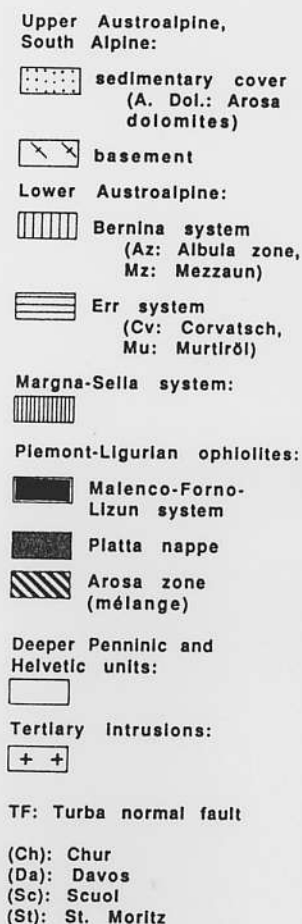 Upper Austroalpine,
South Alpine:
sedimentary cover
(A. Dol.: Arosa
dolomites)
basement
Lower Austroalpine:
Bernina system
(Az: Albula zone,
Mz: Mezzaun)
Err system
(Cv: Corvatsch,
Mu: Murtiröl)
Margna-Sella system:
Piemont-Ligurian ophiolites:
Malenco-Forno-
Lizun system
Platta nappe
Arosa zone
(mélange)
Deeper Penninic and
Helvetic units:
Tertiary intrusions:
+ +
TF: Turba normal fault
(Ch): Chur
(Da): Davos
(Sc): Scuol
(St): St. Moritz